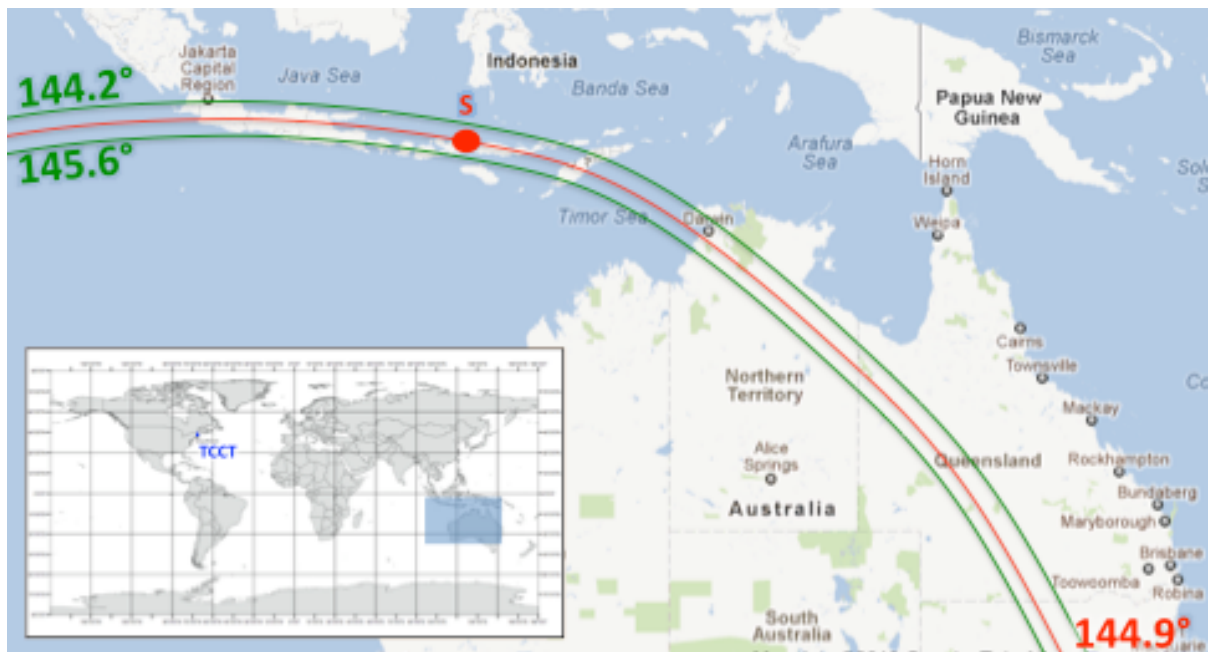 Bismarck
Sea
Jakarta
Capital
Region
Java Sea
Indonesia
S
144.2°
Banda Sea
Papua New
Guinea
Arafura
Sea
145.6°
Horn
Island
Timor Sea
Darwin
Weipa
Cairns
Townsville
Northern
Territory
Mackay
TCCT
Alice
Springs
Queensland
Rockhampton
Australia
Bundaberg
Maryborough
Brisbane
Toowoomba
Robina
South
Australia
144.9°